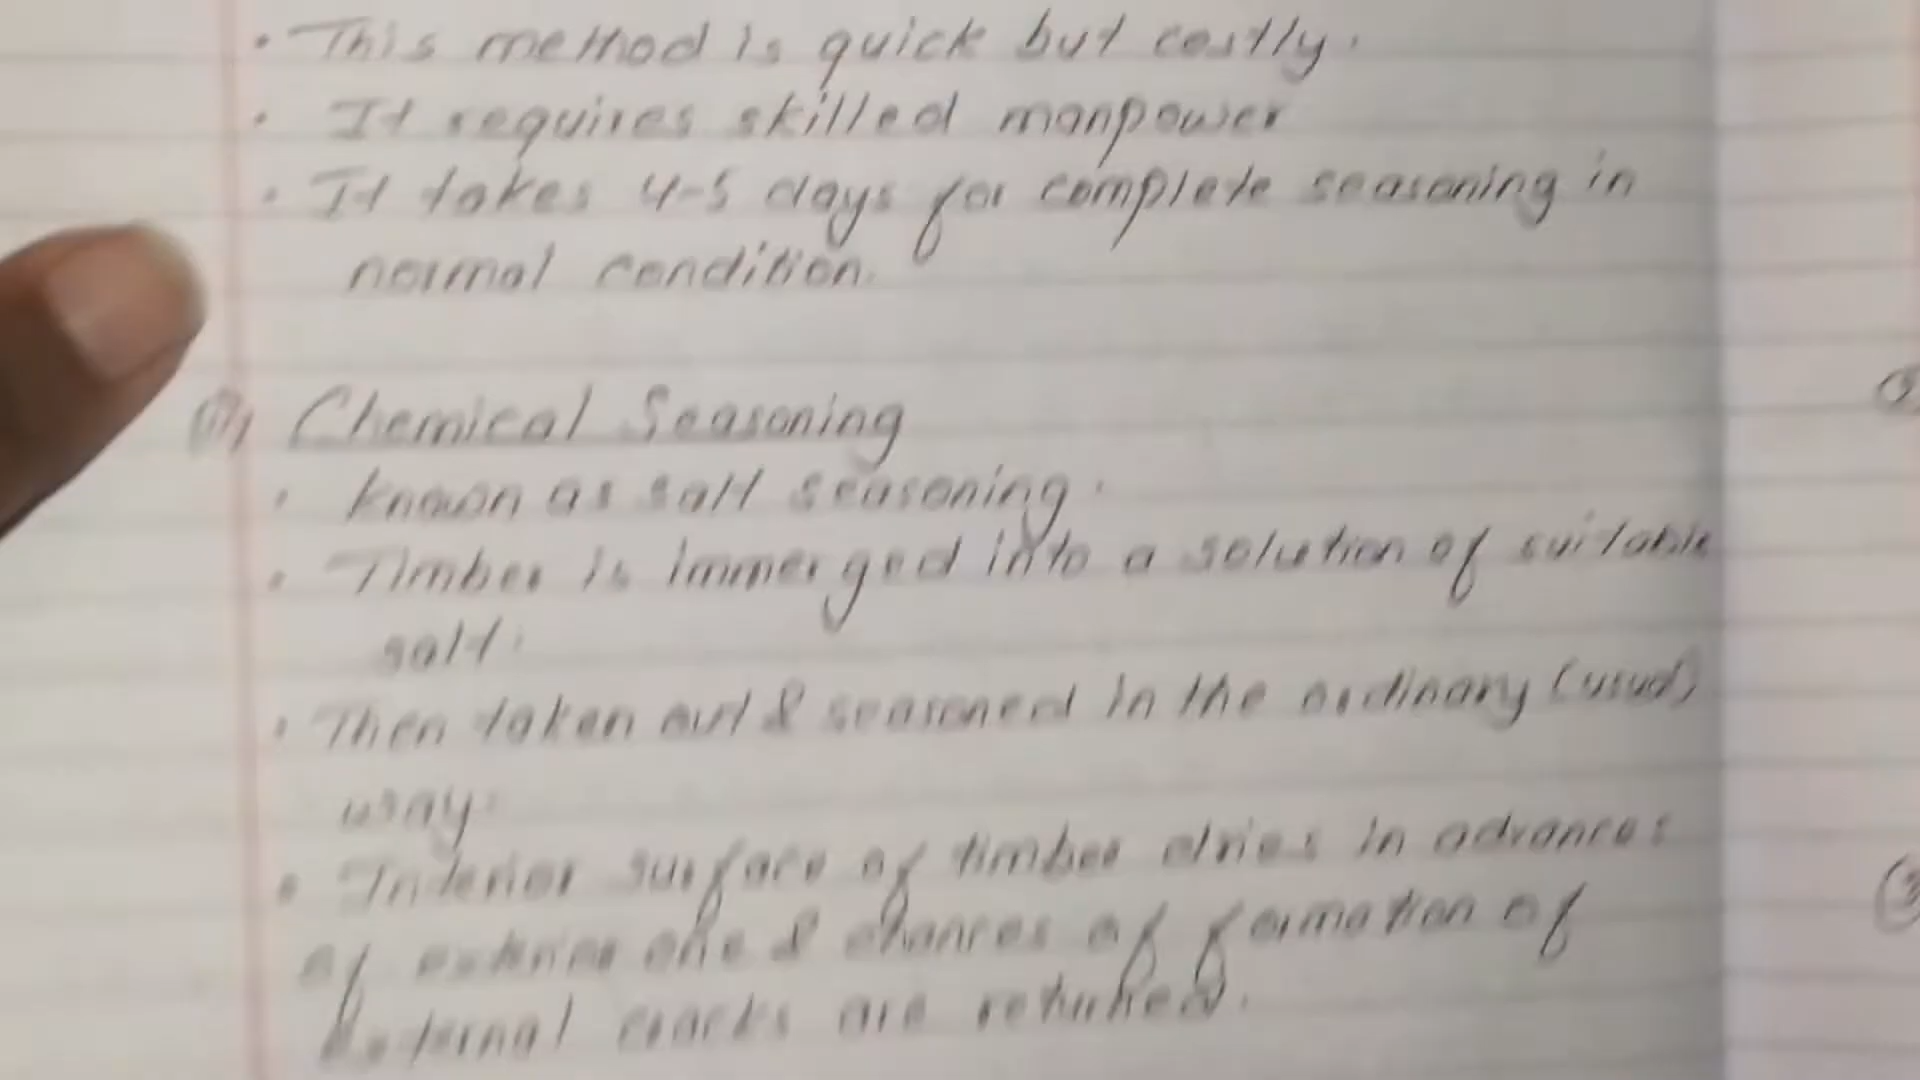 • This method is quick but costly.
• It requires skilled manpower
• It takes 4-5 days for complete seasoning in
normal condition.
Chemical Seasoning
• known as salt seasoning.
• Timber is immerged into a solution of suitable
salt.
• Then taken out & seasoned in the ordinary (usual)
way.
• Interior surface of timber dries in advances
of exterior one & chances of formation of
External cracks are